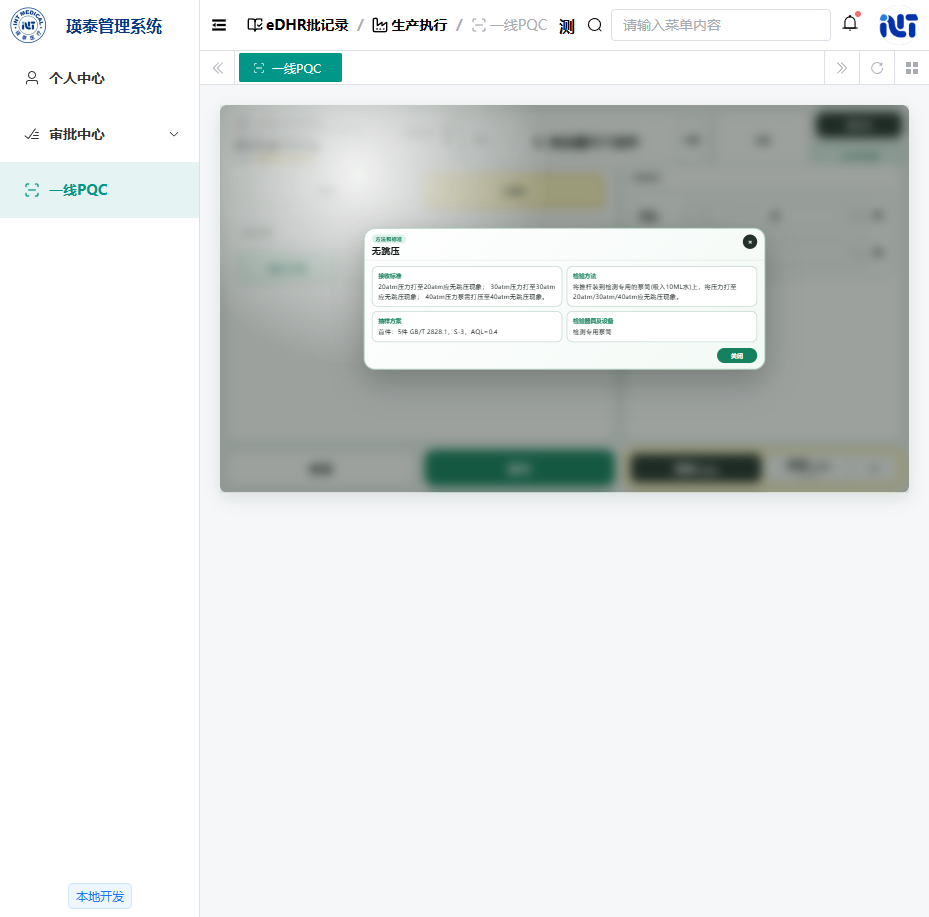 瑛泰管理系统
eDHR批记录 / 生产执行 / 一线PQC 测
请输入菜单内容
个人中心
审批中心
一线PQC
一线PQC
方法和标准
无跳压
接收标准
20atm压力打至20atm应无跳压现象； 30atm压力打至30atm
应无跳压现象； 40atm压力泵需打压至40atm无跳压现象。
检验方法
将推杆装到检测专用的泵筒(吸入10ML水)上，将压力打至
20atm/30atm/40atm应无跳压现象。
抽样方案
首件：5件 GB/T 2828.1，S-3，AQL=0.4
检验器具及设备
检测专用泵筒
关闭
本地开发